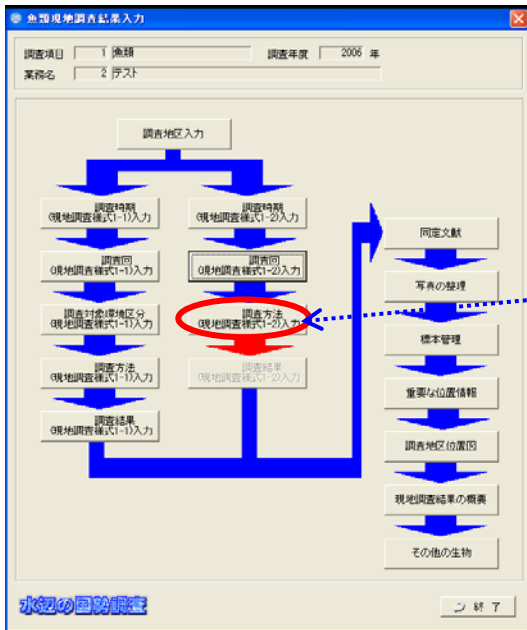 魚類現地調査結果入力
調査項目 1 魚類 調査年度 2006 年
業務名 2 テスト
調査地区入力
調査時期
(現地調査様式1-1)入力
調査回
(現地調査様式1-1)入力
調査対象環境区分
(現地調査様式1-1)入力
調査方法
(現地調査様式1-1)入力
調査結果
(現地調査様式1-1)入力
調査時期
(現地調査様式1-2)入力
調査回
(現地調査様式1-2)入力
調査方法
(現地調査様式1-2)入力
調査結果
(現地調査様式1-2)入力
同定文献
写真の整理
標本管理
重要な位置情報
調査地区位置図
現地調査結果の概要
その他の生物
水辺の国勢調査
終 了